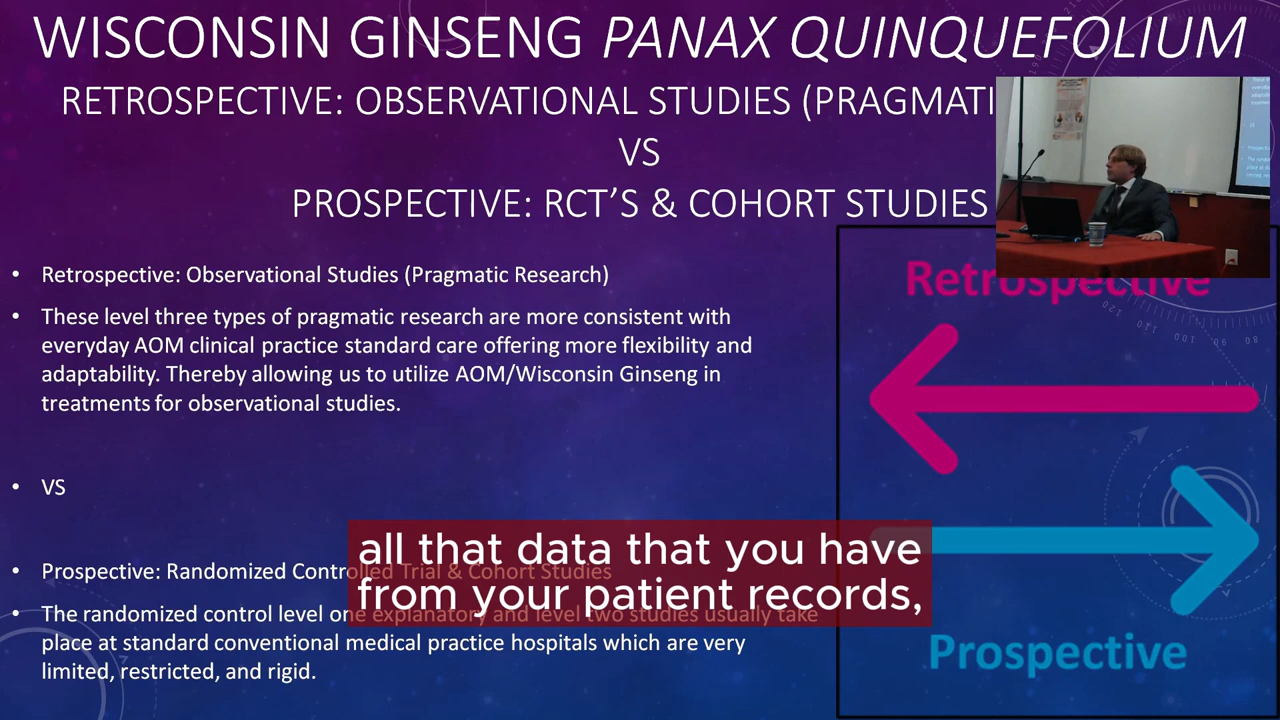 WISCONSIN GINSENG PANAX QUINQUEFOLIUM
RETROSPECTIVE: OBSERVATIONAL STUDIES (PRAGMATI
VS
PROSPECTIVE: RCT'S & COHORT STUDIES
• Retrospective: Observational Studies (Pragmatic Research)
• These level three types of pragmatic research are more consistent with
everyday AOM clinical practice standard care offering more flexibility and
adaptability. Thereby allowing us to utilize AOM/Wisconsin Ginseng in
treatments for observational studies.
• VS
• Prospective: Randomized Controlled Trial & Cohort Studies
• The randomized control level one explanatory and level two studies usually take
place at standard conventional medical practice hospitals which are very
limited, restricted, and rigid.
Retrospective
Prospective
all that data that you have
from your patient records,